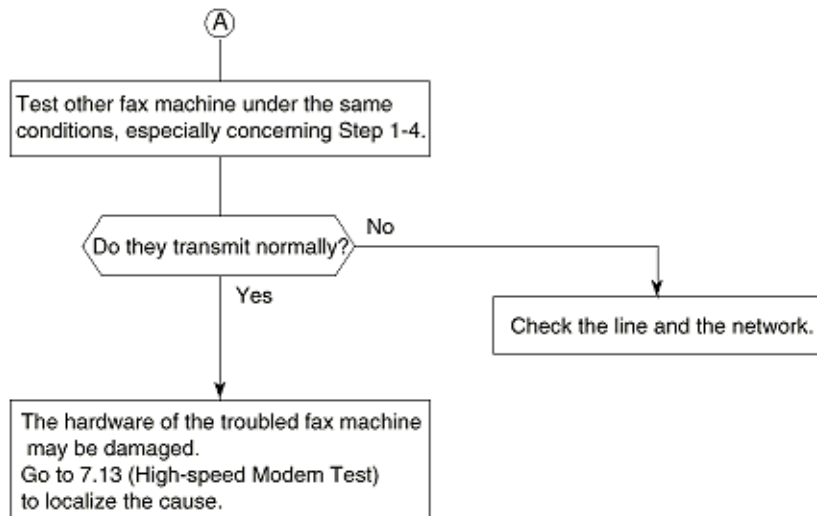 A
Test other fax machine under the same
conditions, especially concerning Step 1-4.
Do they transmit normally?
No
Yes
Check the line and the network.
The hardware of the troubled fax machine
may be damaged.
Go to 7.13 (High-speed Modem Test)
to localize the cause.